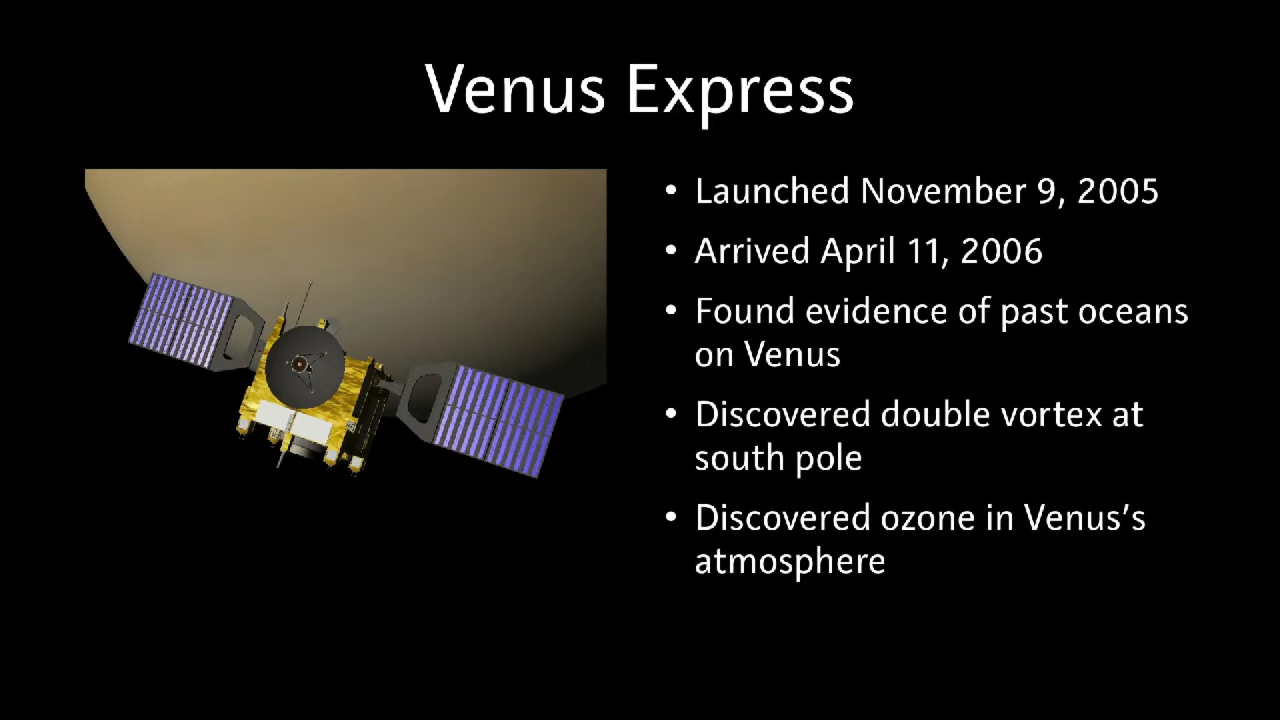 Venus Express
• Launched November 9, 2005
• Arrived April 11, 2006
• Found evidence of past oceans
on Venus
• Discovered double vortex at
south pole
• Discovered ozone in Venus’s
atmosphere